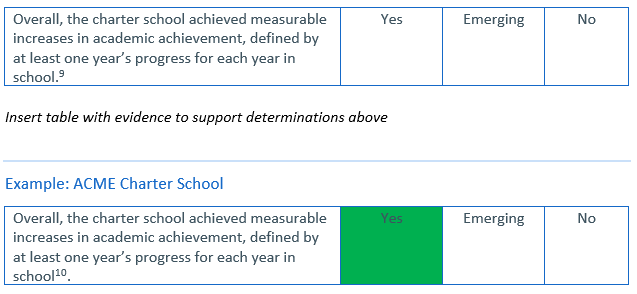 Overall, the charter school achieved measurable Yes Emerging No
increases in academic achievement, defined by
at least one year’s progress for each year in
school.⁹
Insert table with evidence to support determinations above
Example: ACME Charter School
Overall, the charter school achieved measurable Yes Emerging No
increases in academic achievement, defined by
at least one year’s progress for each year in
school¹⁰.